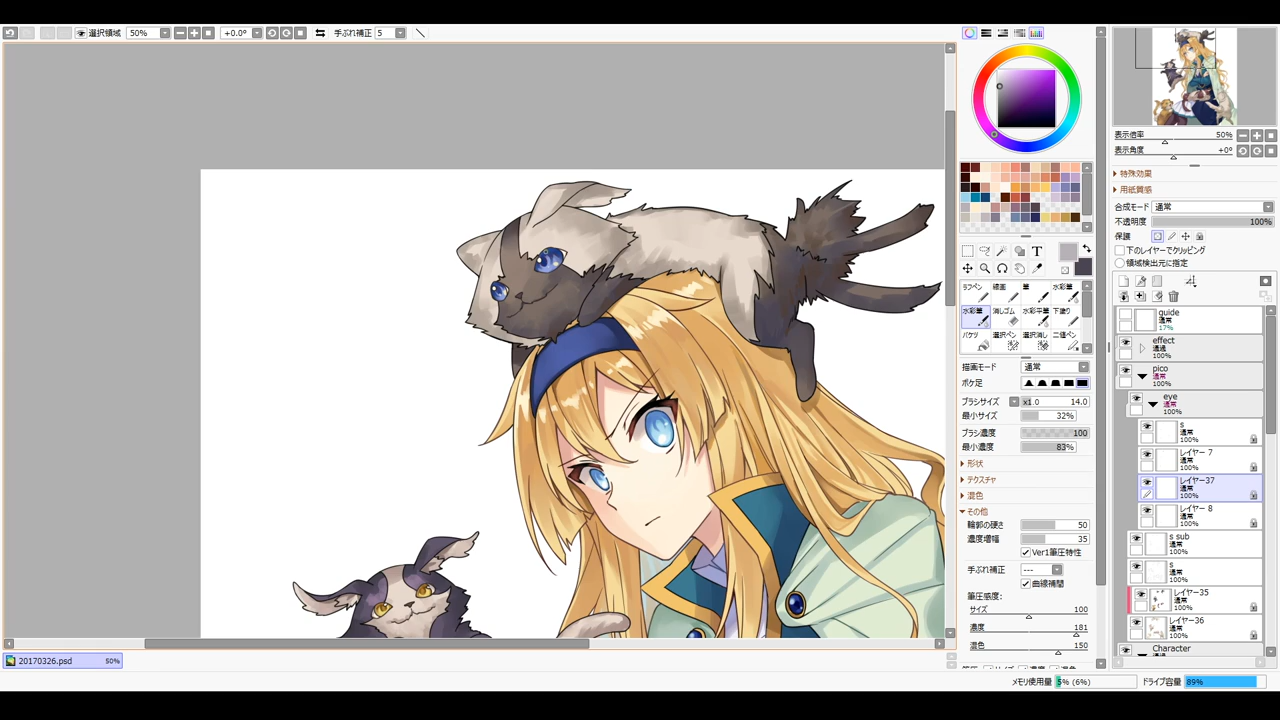 選択領域 50% +0.0° 手ぶれ補正 5
表示倍率 50%
表示角度 +0°
特殊効果
用紙質感
合成モード 通常
不透明度 100%
保護
下のレイヤーでクリッピング
領域検出元に指定
guide
通常
17%
effect
通過
100%
pico
通常
100%
eye
通常
100%
s
通常
100%
レイヤー 7
通常
100%
レイヤー37
通常
100%
レイヤー 8
通常
100%
s sub
通常
100%
s
通常
100%
レイヤー35
通常
100%
レイヤー36
通常
100%
Character
通常
T
線画 筆 水彩筆
水彩筆 消しゴム 水彩平筆 下塗り
バケツ 選択ペン 選択消し 二値ペン
描画モード 通常
ボケ足
ブラシサイズ x1.0 14.0
最小サイズ 32%
ブラシ濃度 100
最小濃度 83%
形状
テクスチャ
混色
その他
輪郭の硬さ 50
濃度増幅 35
Ver1筆圧特性
手ぶれ補正 ---
曲線補間
筆圧感度:
サイズ 100
濃度 181
混色 150
20170326.psd 50%
メモリ使用量 5% (6%) ドライブ容量 89%